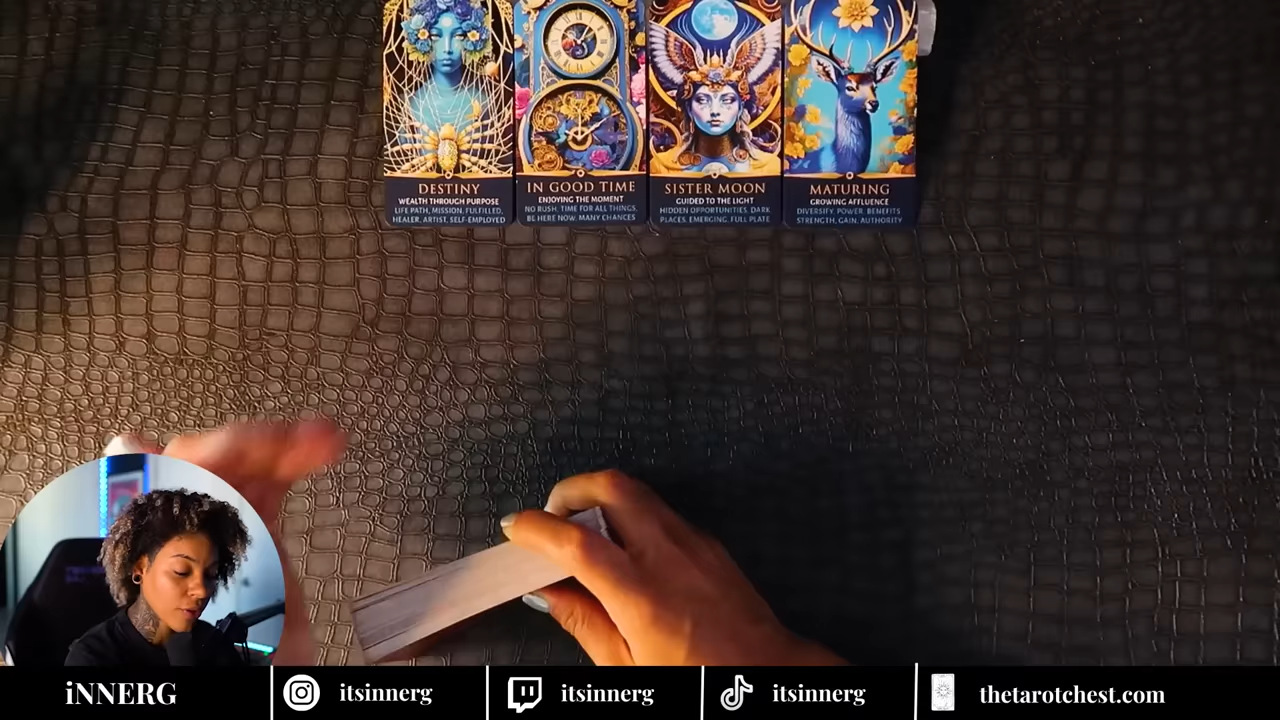 DESTINY
WEALTH THROUGH PURPOSE
LIFE PATH, MISSION, FULFILLED,
HEALER, ARTIST, SELF-EMPLOYED
IN GOOD TIME
ENJOYING THE MOMENT
NO RUSH, TIME FOR ALL THINGS,
BE HERE NOW, MANY CHANCES
SISTER MOON
GUIDED TO THE LIGHT
HIDDEN OPPORTUNITIES, DARK
PLACES, EMERGING, FULL PLATE
MATURING
GROWING AFFLUENCE
DIVERSIFY, POWER, BENEFITS
STRENGTH, GAIN, AUTHORITY
iNNERG
itsinnerg
itsinnerg
itsinnerg
thetarotchest.com